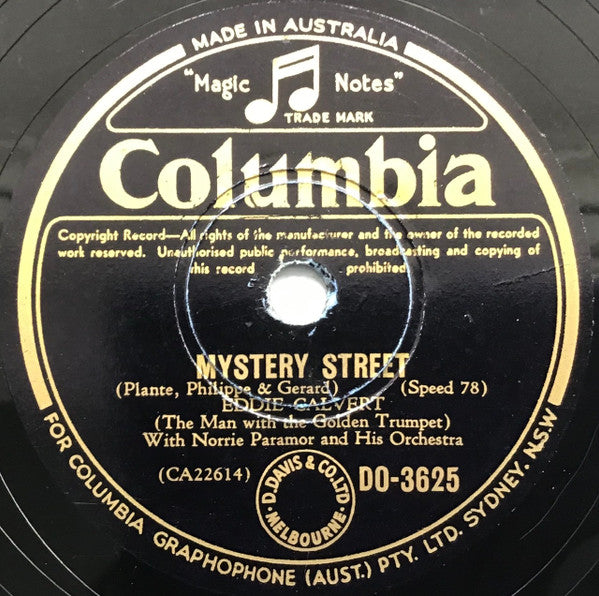 MADE IN AUSTRALIA
"Magic Notes"
TRADE MARK
Columbia
Copyright Record—All rights of the manufacturer and the owner of the recorded
work reserved. Unauthorised public performance, broadcasting and copying of
this record prohibited
MYSTERY STREET
(Plante, Philippe & Gerard) (Speed 78)
EDDIE CALVERT
(The Man with the Golden Trumpet)
With Norrie Paramor and His Orchestra
(CA22614)
D. DAVIS & CO. LTD
·MELBOURNE·
DO-3625
FOR COLUMBIA GRAPHOPHONE (AUST.) PTY. LTD. SYDNEY. N.S.W